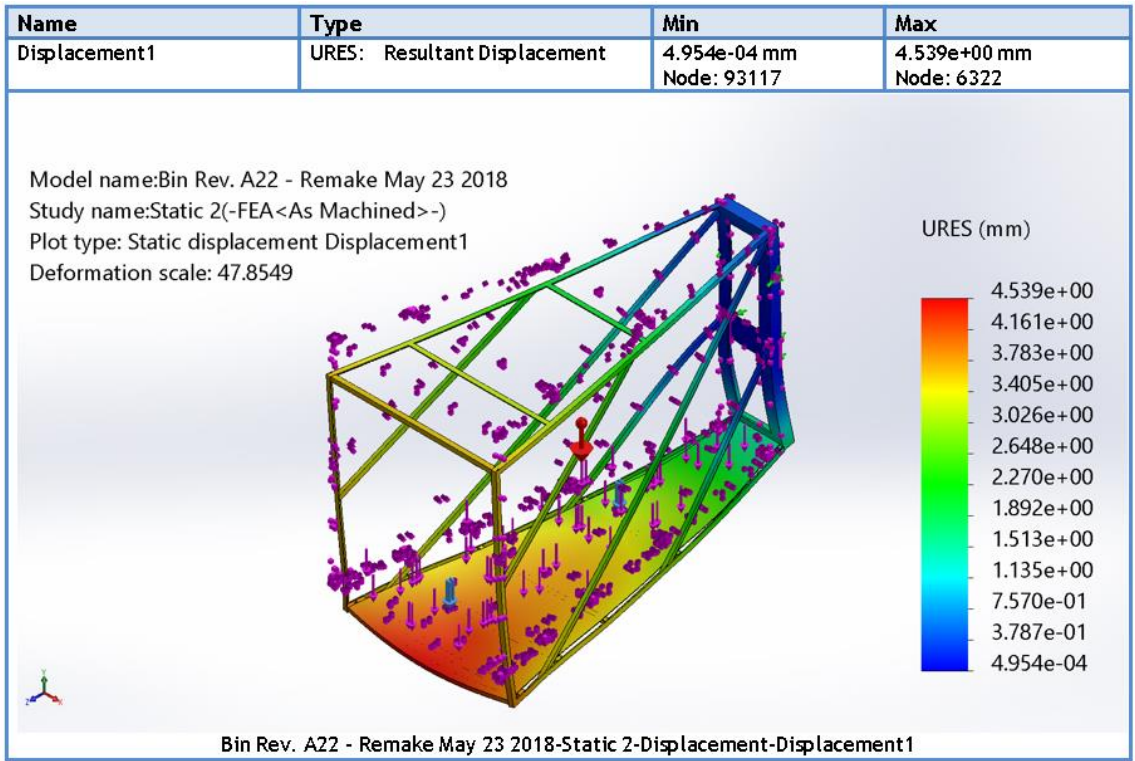 Name Type Min Max
Displacement1 URES: Resultant Displacement 4.954e-04 mm 4.539e+00 mm
Node: 93117 Node: 6322
Model name:Bin Rev. A22 - Remake May 23 2018
Study name:Static 2(-FEA<As Machined>-)
Plot type: Static displacement Displacement1
Deformation scale: 47.8549
URES (mm)
4.539e+00
4.161e+00
3.783e+00
3.405e+00
3.026e+00
2.648e+00
2.270e+00
1.892e+00
1.513e+00
1.135e+00
7.570e-01
3.787e-01
4.954e-04
Y
Z X
Bin Rev. A22 - Remake May 23 2018-Static 2-Displacement-Displacement1